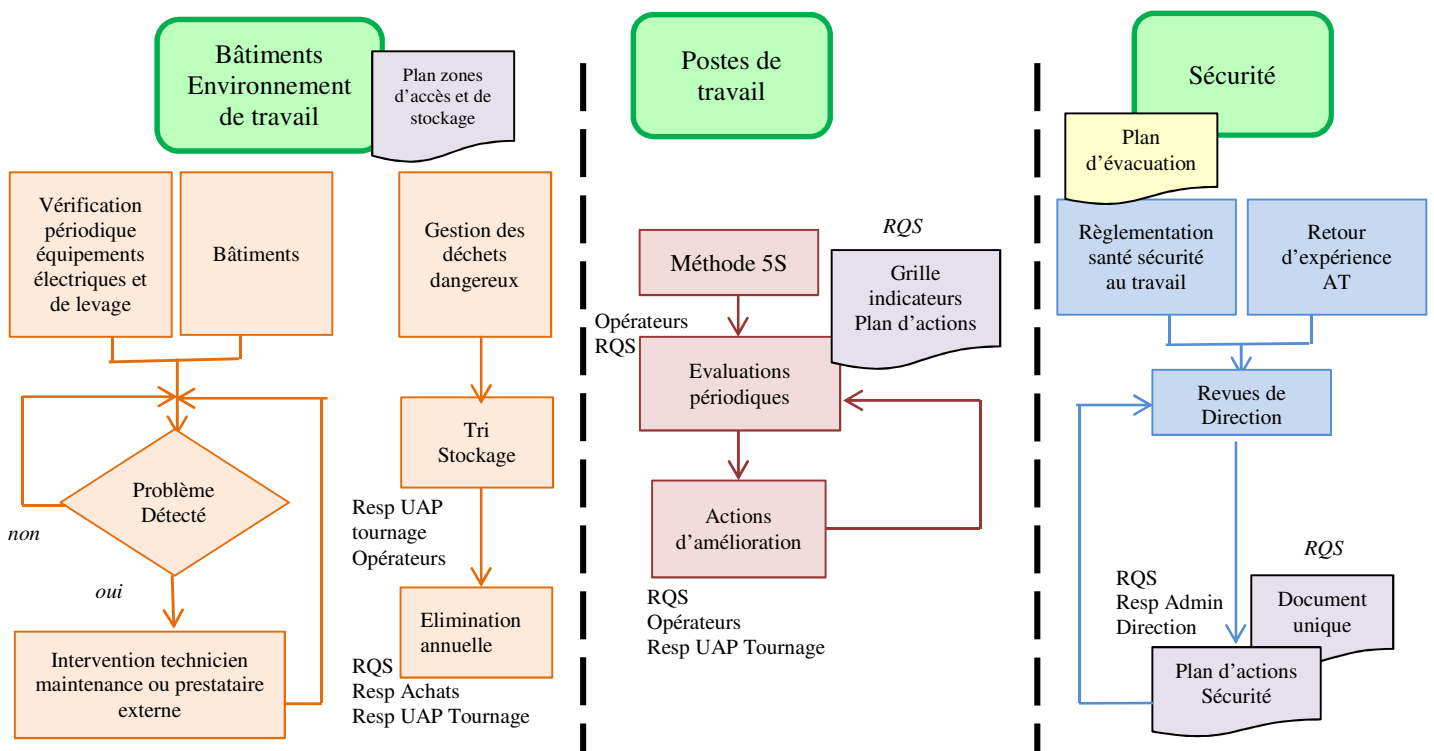 Bâtiments
Environnement
de travail
Plan zones
d’accès et de
stockage
Vérification
périodique
équipements
électriques et
de levage
Bâtiments
Gestion des
déchets
dangereux
Problème
Détecté
non
oui
Intervention technicien
maintenance ou prestataire
externe
Tri
Stockage
Resp UAP
tournage
Opérateurs
Elimination
annuelle
RQS
Resp Achats
Resp UAP Tournage
Postes de
travail
RQS
Méthode 5S
Grille
indicateurs
Plan d’actions
Opérateurs
RQS
Evaluations
périodiques
Actions
d’amélioration
RQS
Opérateurs
Resp UAP Tournage
Sécurité
Plan
d’évacuation
Règlementation
santé sécurité
au travail
Retour
d’expérience
AT
Revues de
Direction
RQS
RQS
Resp Admin
Direction
Document
unique
Plan d’actions
Sécurité